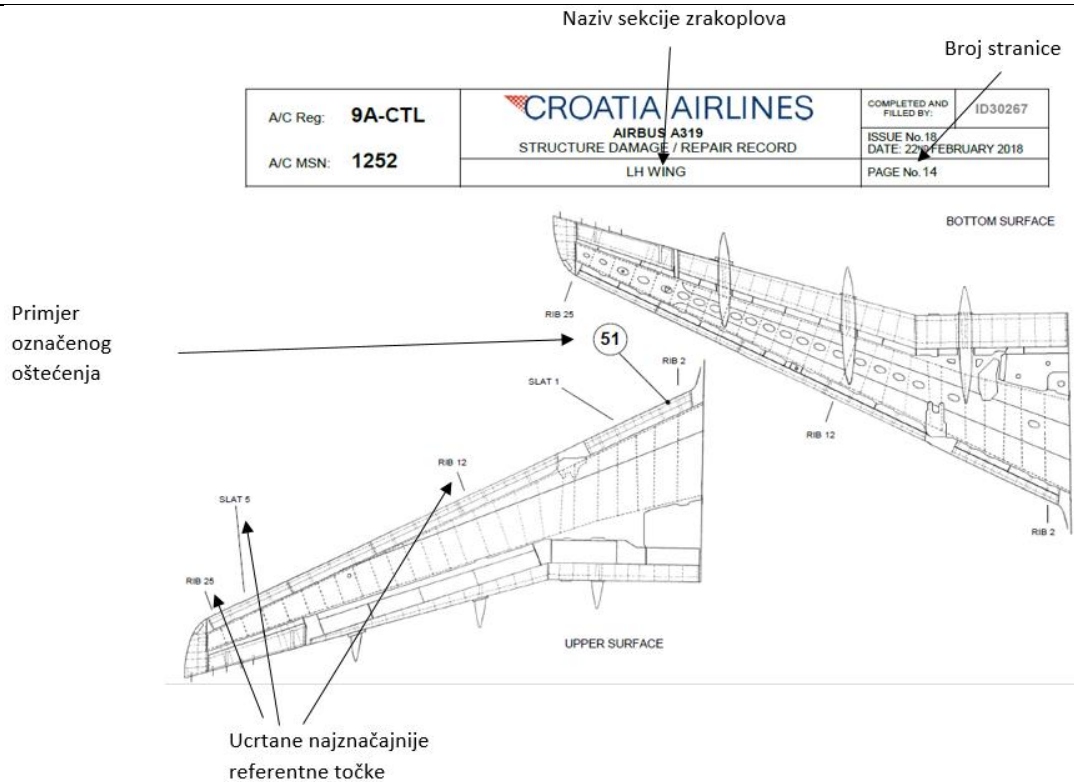 Naziv sekcije zrakoplova
Broj stranice
A/C Reg: 9A-CTL
A/C MSN: 1252
CROATIA AIRLINES
AIRBUS A319
STRUCTURE DAMAGE / REPAIR RECORD
LH WING
COMPLETED AND FILLED BY:
ID30267
ISSUE No.18
DATE: 22nd FEBRUARY 2018
PAGE No.14
BOTTOM SURFACE
RIB 25
Primjer
označenog
oštećenja
51
RIB 2
SLAT 1
RIB 12
RIB 12
SLAT 5
RIB 2
RIB 25
UPPER SURFACE
Ucrtane najznačajnije
referentne točke